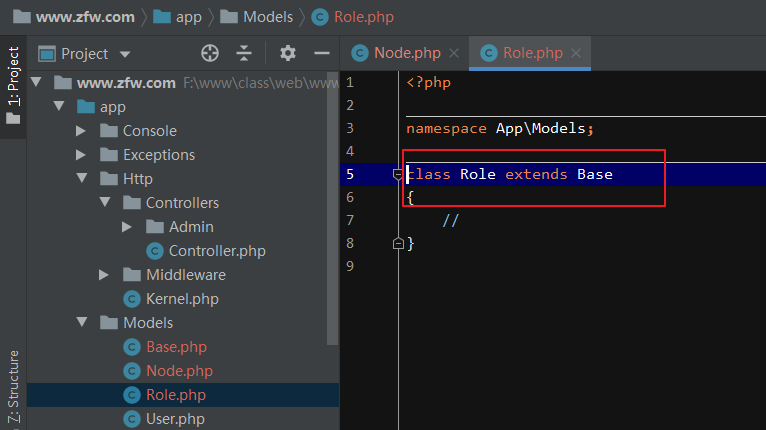 www.zfw.com app Models Role.php
Project
Node.php Role.php
1: Project
Z: Structure
www.zfw.com F:\www\class\web\www
app
Console
Exceptions
Http
Controllers
Admin
Controller.php
Middleware
Kernel.php
Models
Base.php
Node.php
Role.php
User.php
1 <?php
2
3 namespace App\Models;
4
5 class Role extends Base
6 {
7 //
8 }
9